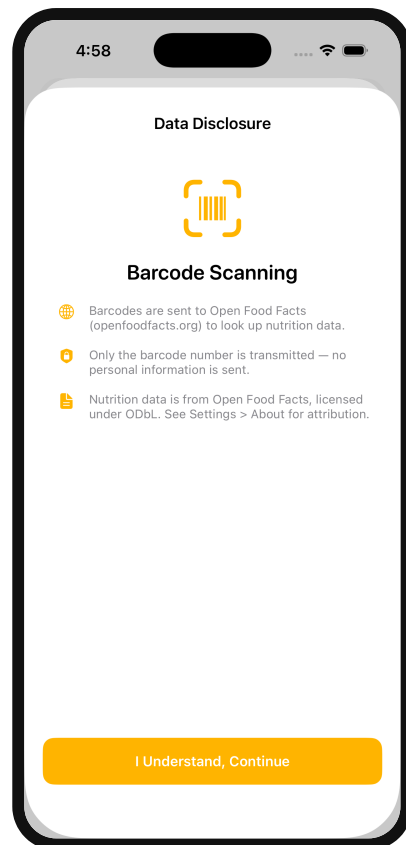 4:58
Data Disclosure
Barcode Scanning
Barcodes are sent to Open Food Facts
(openfoodfacts.org) to look up nutrition data.
Only the barcode number is transmitted — no
personal information is sent.
Nutrition data is from Open Food Facts, licensed
under ODbL. See Settings > About for attribution.
I Understand, Continue